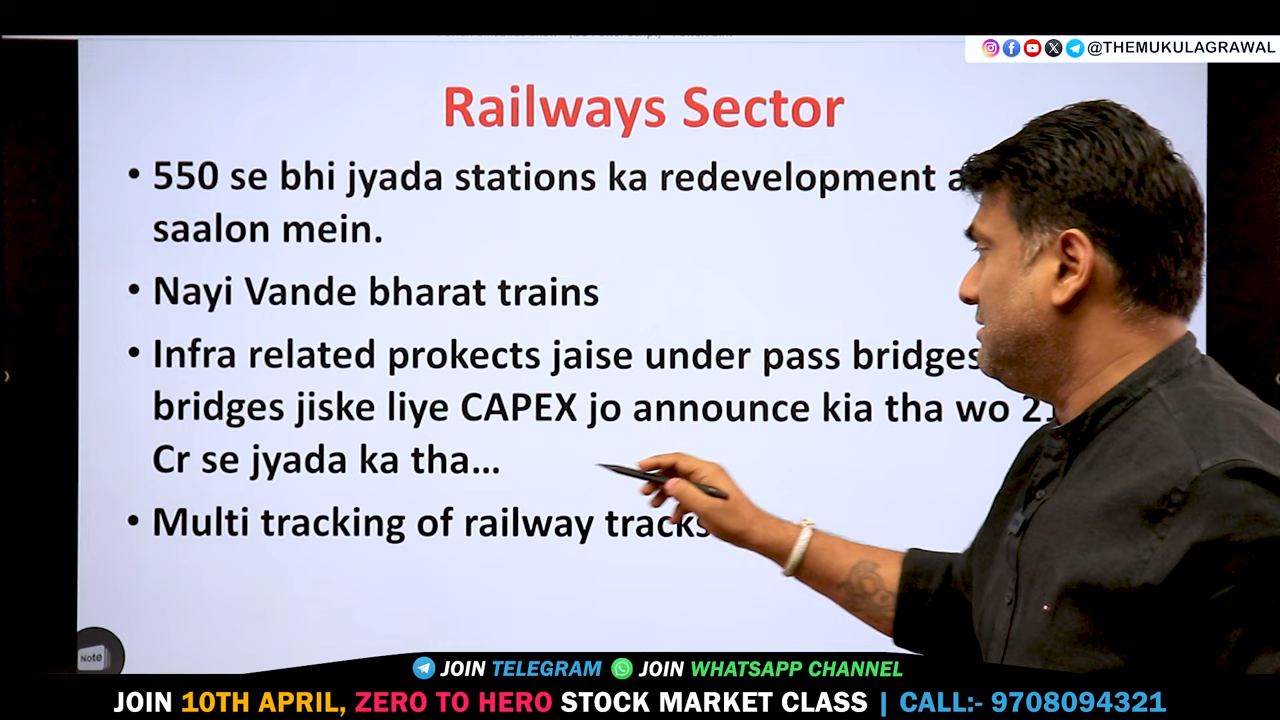 @THEMUKULAGRAWAL
Railways Sector
• 550 se bhi jyada stations ka redevelopment
saalon mein.
• Nayi Vande bharat trains
• Infra related prokects jaise under pass bridges
bridges jiske liye CAPEX jo announce kia tha wo
Cr se jyada ka tha...
• Multi tracking of railway tracks
Note
JOIN TELEGRAM JOIN WHATSAPP CHANNEL
JOIN 10TH APRIL, ZERO TO HERO STOCK MARKET CLASS | CALL:- 9708094321